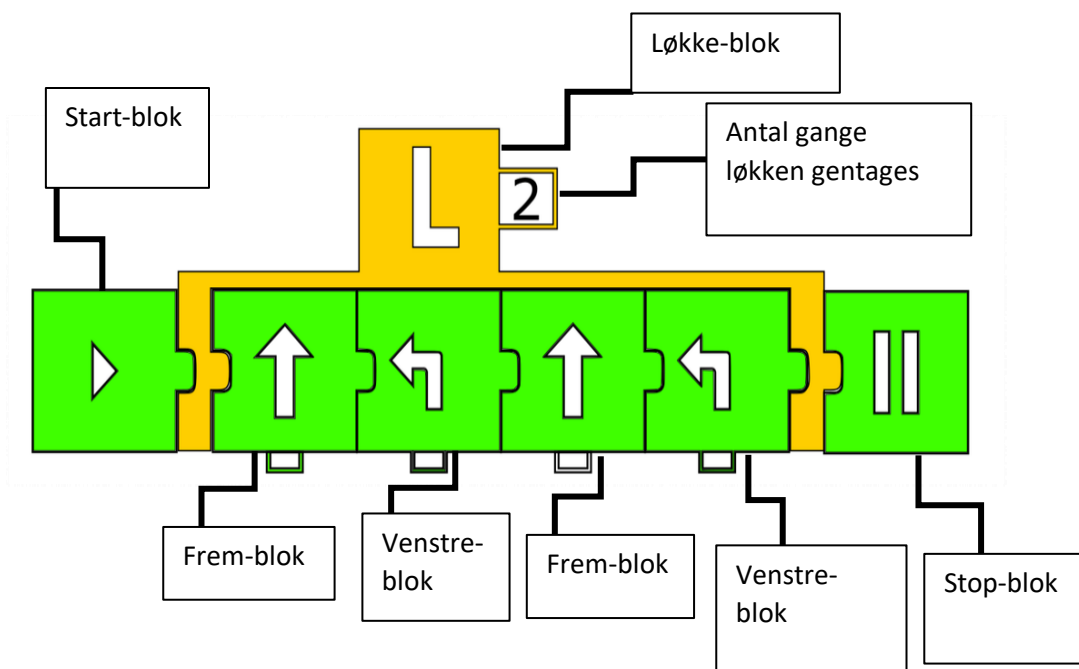 Løkke-blok
Start-blok
Antal gange
løkken gentages
L
2
Frem-blok
Venstre-
blok
Frem-blok
Venstre-
blok
Stop-blok